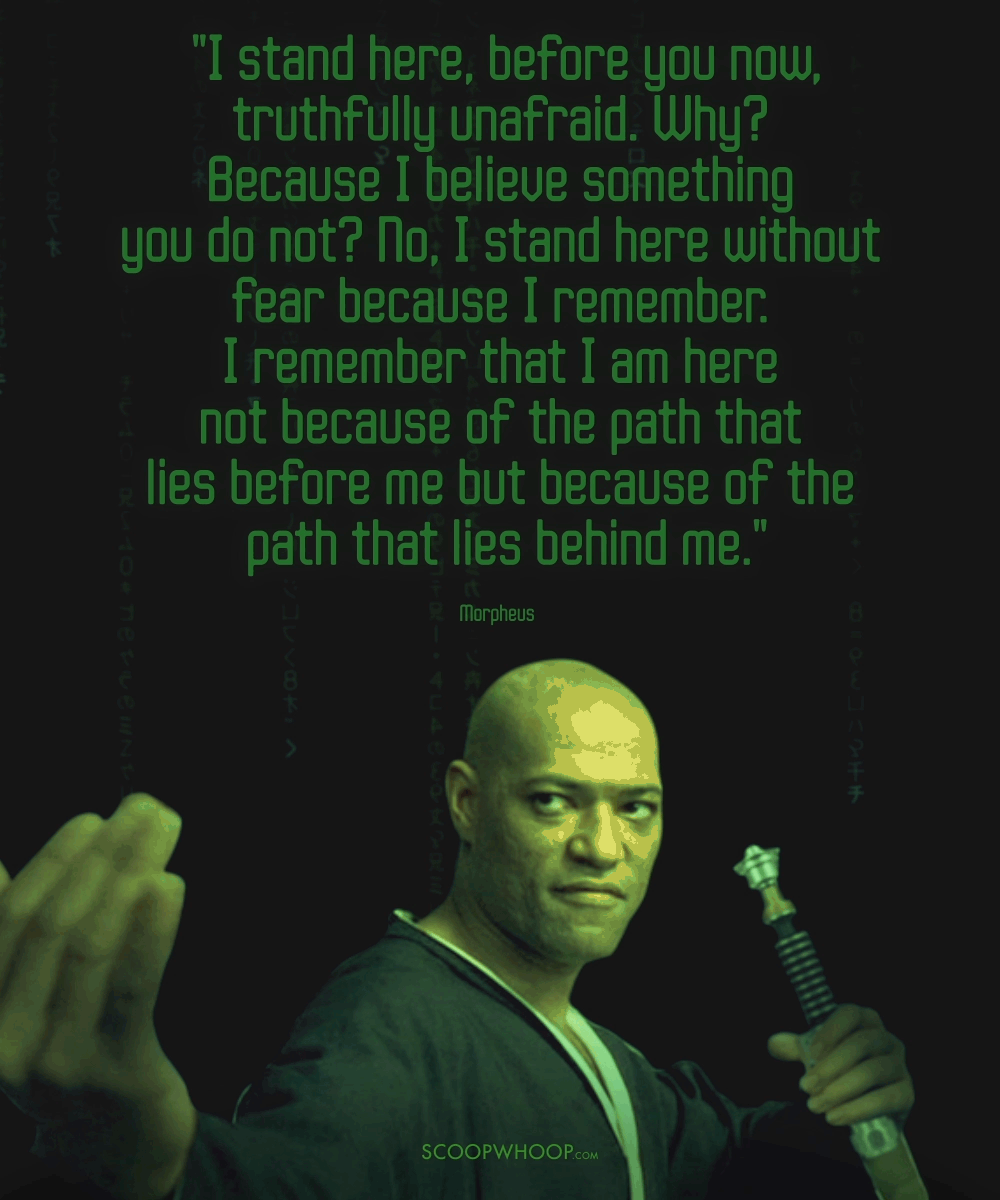 "I stand here, before you now,
truthfully unafraid. Why?
Because I believe something
you do not? No, I stand here without
fear because I remember.
I remember that I am here
not because of the path that
lies before me but because of the
path that lies behind me."
Morpheus
SCOOPWHOOP.COM